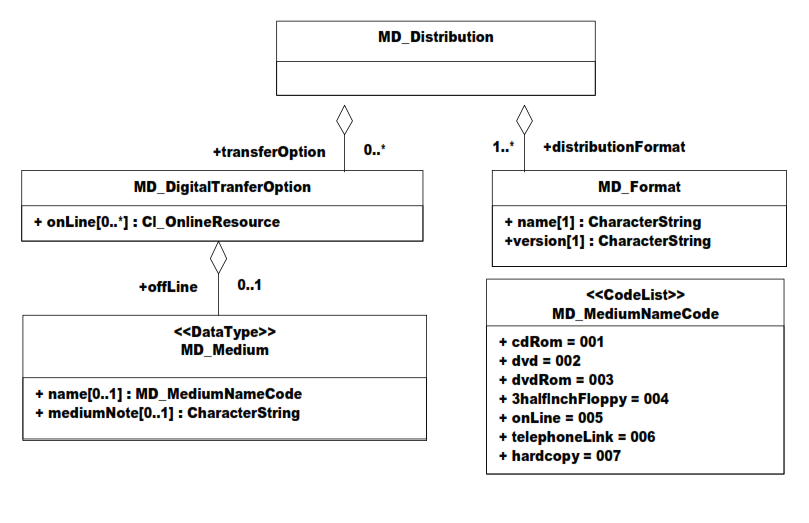 MD_Distribution
+transferOption
0..*
1..*
+distributionFormat
MD_DigitalTranferOption
+ onLine[0..*] : CI_OnlineResource
MD_Format
+ name[1] : CharacterString
+version[1] : CharacterString
+offLine
0..1
<<DataType>>
MD_Medium
+ name[0..1] : MD_MediumNameCode
+ mediumNote[0..1] : CharacterString
<<CodeList>>
MD_MediumNameCode
+ cdRom = 001
+ dvd = 002
+ dvdRom = 003
+ 3halfInchFloppy = 004
+ onLine = 005
+ telephoneLink = 006
+ hardcopy = 007